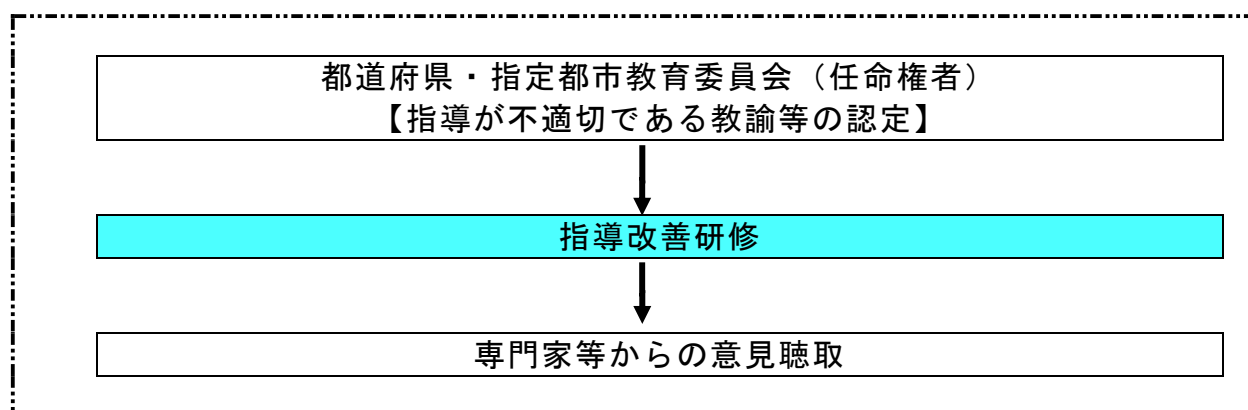 都道府県・指定都市教育委員会（任命権者）
【指導が不適切である教諭等の認定】
指導改善研修
専門家等からの意見聴取